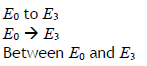 E₀ to E₃
E₀ → E₃
Between E₀ and E₃